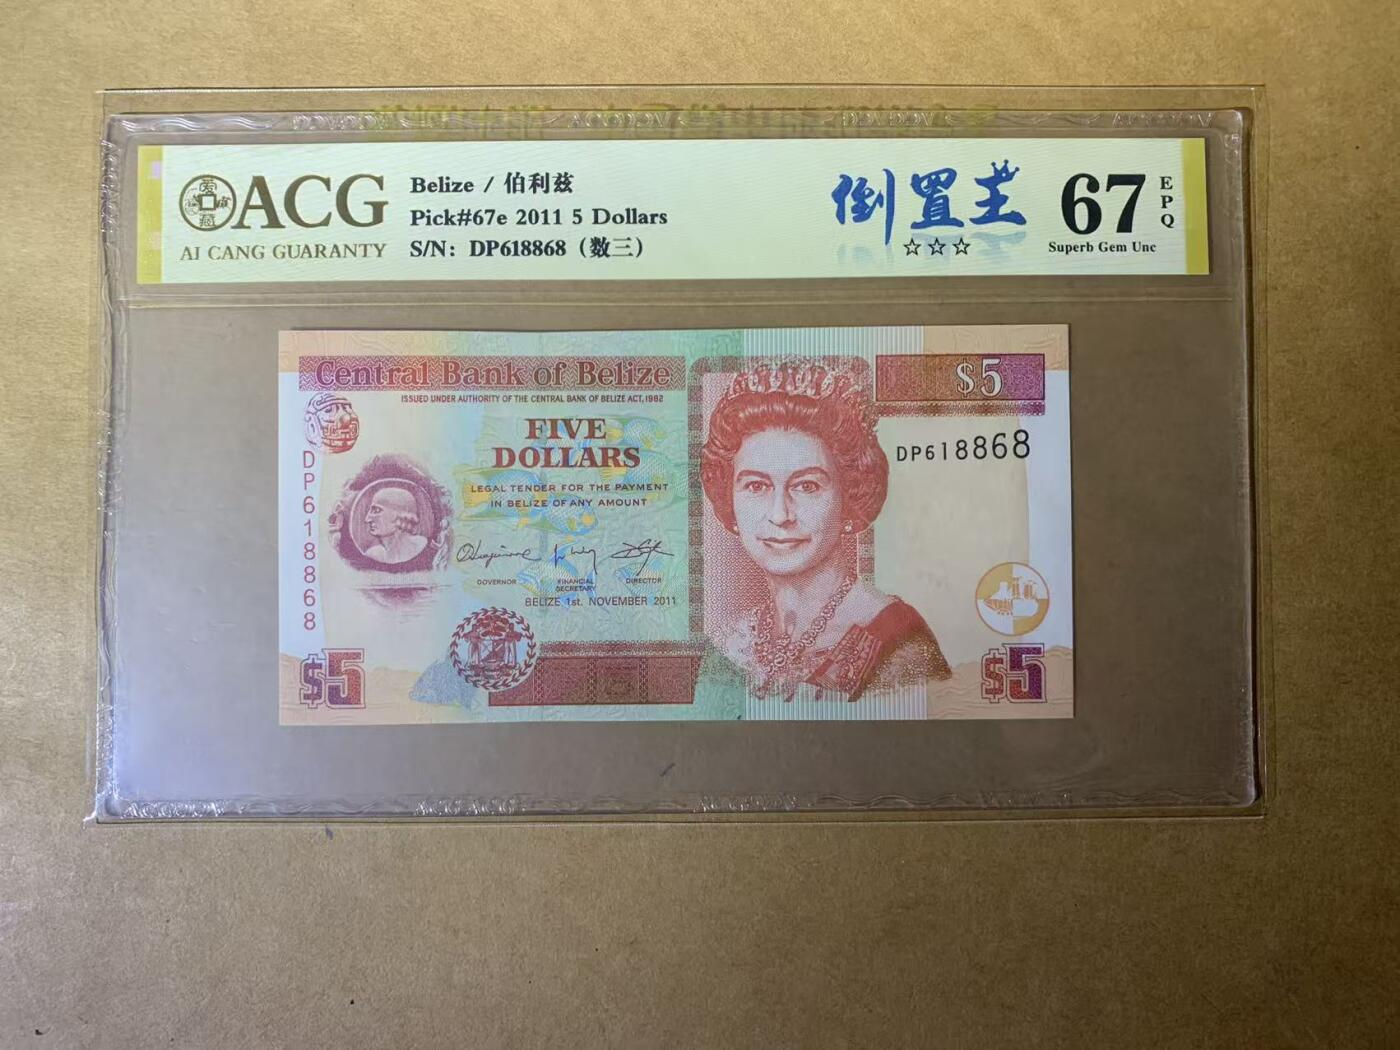 ACG
AI CANG GUARANTY
Belize / 伯利兹
Pick#67e 2011 5 Dollars
S/N: DP618868 (数三)
倒置王
☆☆☆
67
EPQ
Superb Gem Unc
Central Bank of Belize
ISSUED UNDER AUTHORITY OF THE CENTRAL BANK OF BELIZE ACT, 1982
$5
FIVE
DOLLARS
LEGAL TENDER FOR THE PAYMENT
IN BELIZE OF ANY AMOUNT
DP618868
DP618868
GOVERNOR
FINANCIAL
SECRETARY
DIRECTOR
BELIZE 1st. NOVEMBER 2011
$5
$5